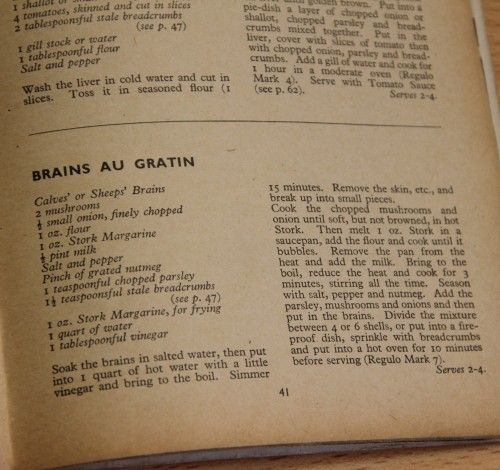 shallot or small
4 tomatoes, skinned and cut in slices
2 tablespoonsful stale breadcrumbs
(see p. 47)
1 gill stock or water
1 tablespoonful flour
Salt and pepper
Wash the liver in cold water and cut in
slices. Toss it in seasoned flour (1
golden brown. Put into a
pie-dish a layer of chopped onion or
shallot, chopped parsley and bread-
crumbs mixed together. Put in the
liver, cover with slices of tomato then
with chopped onion, parsley and bread-
crumbs. Add a gill of water and cook for
1 hour in a moderate oven (Regulo
Mark 4). Serve with Tomato Sauce
(see p. 62).
Serves 2-4.
BRAINS AU GRATIN
Calves' or Sheeps' Brains
2 mushrooms
½ small onion, finely chopped
1 oz. flour
1 oz. Stork Margarine
½ pint milk
Salt and pepper
Pinch of grated nutmeg
1 teaspoonful chopped parsley
1½ teaspoonsful stale breadcrumbs
(see p. 47)
1 oz. Stork Margarine, for frying
1 quart of water
1 tablespoonful vinegar
Soak the brains in salted water, then put
into 1 quart of hot water with a little
vinegar and bring to the boil. Simmer
15 minutes. Remove the skin, etc., and
break up into small pieces.
Cook the chopped mushrooms and
onion until soft, but not browned, in hot
Stork. Then melt 1 oz. Stork in a
saucepan, add the flour and cook until it
bubbles. Remove the pan from the
heat and add the milk. Bring to the
boil, reduce the heat and cook for 3
minutes, stirring all the time. Season
with salt, pepper and nutmeg. Add the
parsley, mushrooms and onions and then
put in the brains. Divide the mixture
between 4 or 6 shells, or put into a fire-
proof dish, sprinkle with breadcrumbs
and put into a hot oven for 10 minutes
before serving (Regulo Mark 7).
Serves 2-4.
41